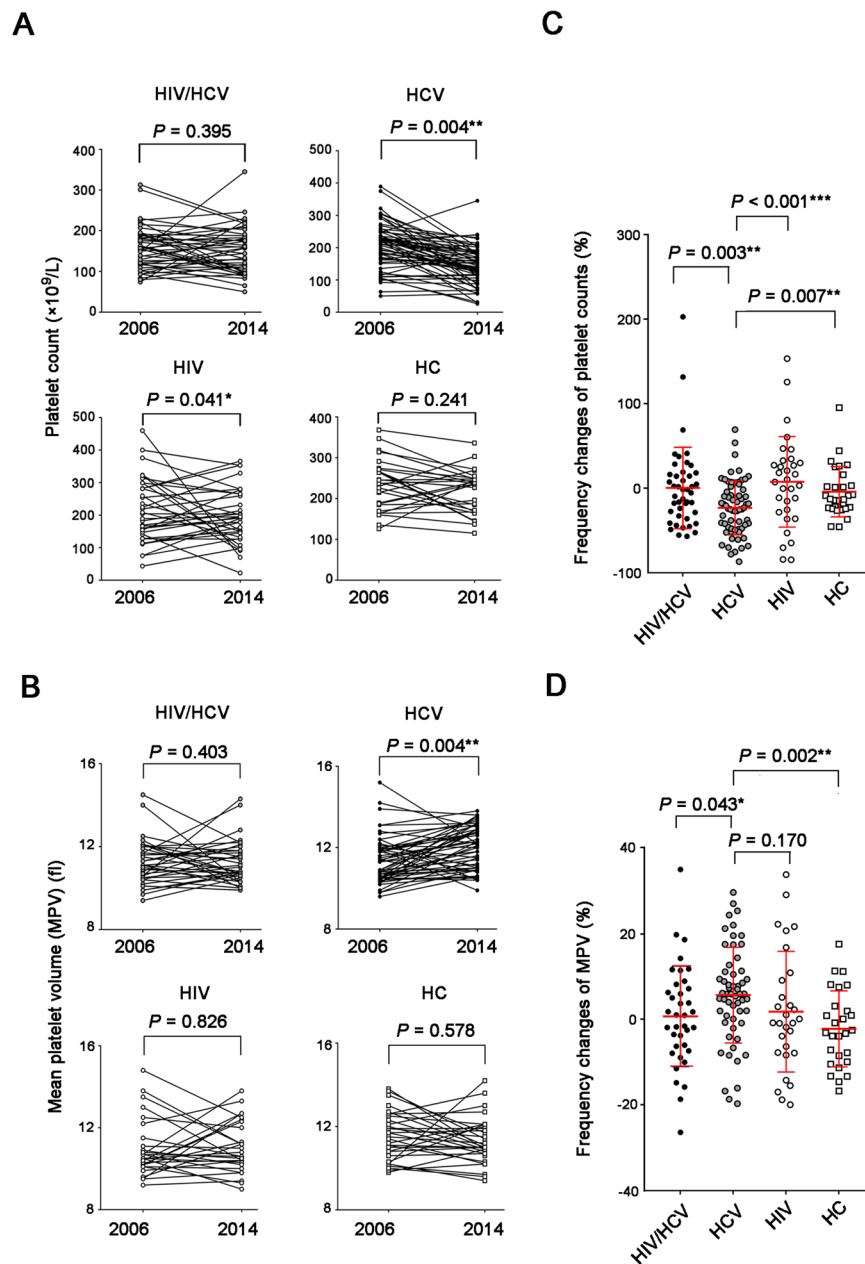 A
Platelet count (×10⁹/L)
HIV/HCV
P = 0.395
400
300
200
100
0
2006
2014
HCV
P = 0.004**
500
400
300
200
100
0
2006
2014
HIV
P = 0.041*
500
400
300
200
100
0
2006
2014
HC
P = 0.241
400
300
200
100
0
2006
2014
B
Mean platelet volume (MPV) (fl)
HIV/HCV
P = 0.403
16
12
8
2006
2014
HCV
P = 0.004**
16
12
8
2006
2014
HIV
P = 0.826
16
12
8
2006
2014
HC
P = 0.578
16
12
8
2006
2014
C
Frequency changes of platelet counts (%)
P < 0.001***
P = 0.003**
P = 0.007**
300
200
100
0
-100
HIV/HCV
HCV
HIV
HC
D
Frequency changes of MPV (%)
P = 0.002**
P = 0.043*
P = 0.170
40
20
0
-20
-40
HIV/HCV
HCV
HIV
HC